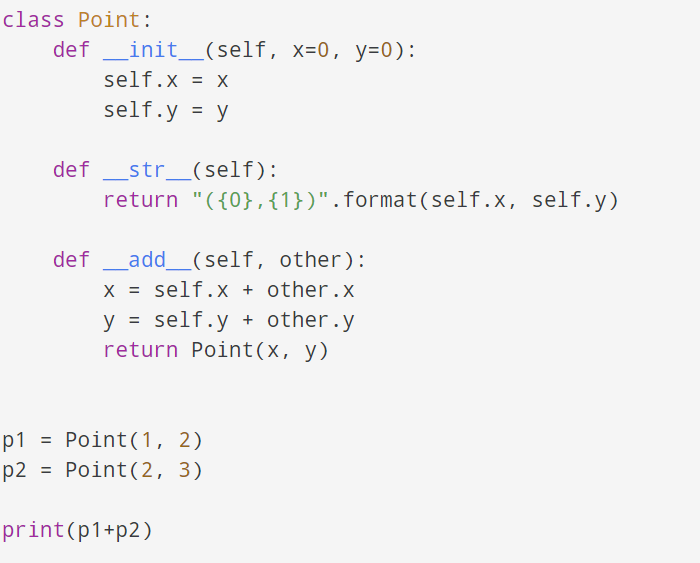 class Point:
    def __init__(self, x=0, y=0):
        self.x = x
        self.y = y

    def __str__(self):
        return "({0},{1})".format(self.x, self.y)

    def __add__(self, other):
        x = self.x + other.x
        y = self.y + other.y
        return Point(x, y)


p1 = Point(1, 2)
p2 = Point(2, 3)

print(p1+p2)